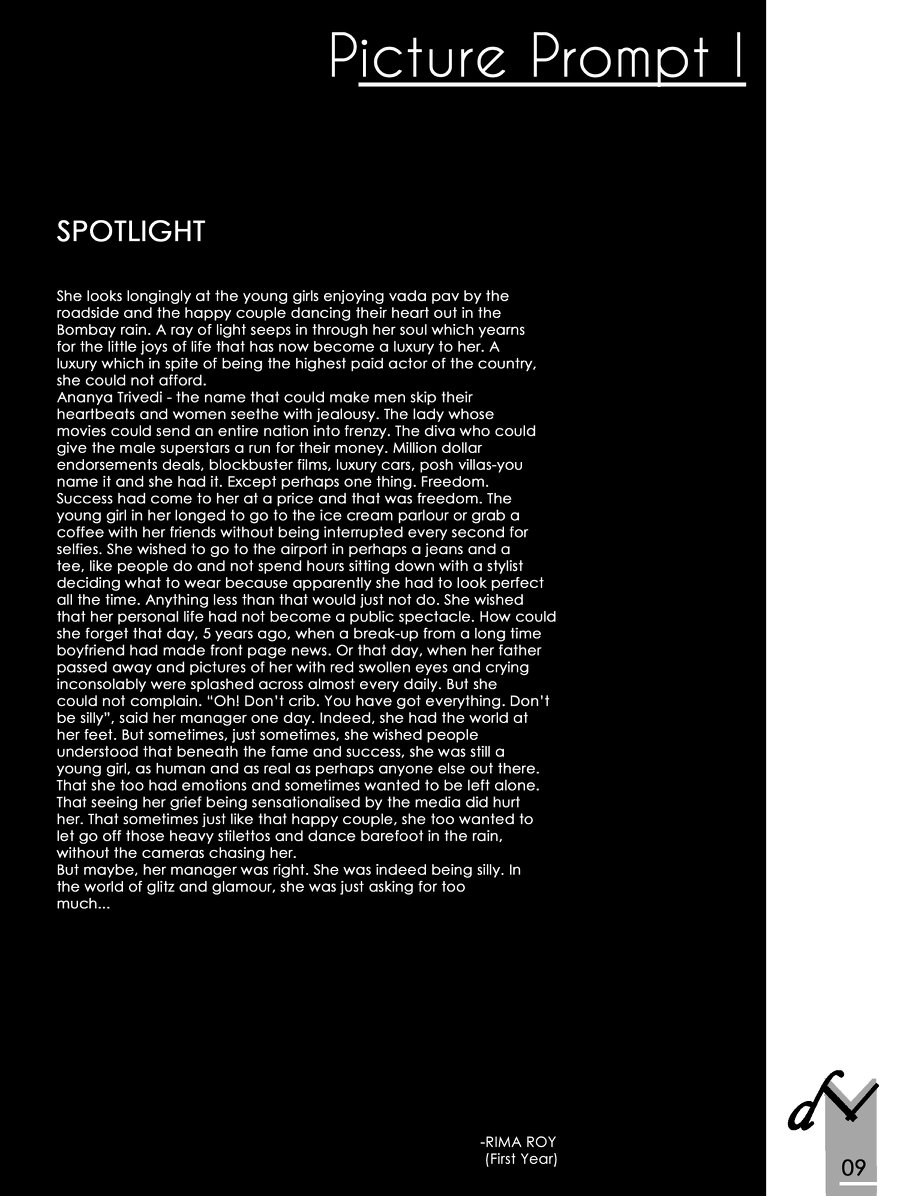 Picture Prompt I
SPOTLIGHT
She looks longingly at the young girls enjoying vada pav by the
roadside and the happy couple dancing their heart out in the
Bombay rain. A ray of light seeps in through her soul which yearns
for the little joys of life that has now become a luxury to her. A
luxury which in spite of being the highest paid actor of the country,
she could not afford.
Ananya Trivedi - the name that could make men skip their
heartbeats and women seethe with jealousy. The lady whose
movies could send an entire nation into frenzy. The diva who could
give the male superstars a run for their money. Million dollar
endorsements deals, blockbuster films, luxury cars, posh villas-you
name it and she had it. Except perhaps one thing. Freedom.
Success had come to her at a price and that was freedom. The
young girl in her longed to go to the ice cream parlour or grab a
coffee with her friends without being interrupted every second for
selfies. She wished to go to the airport in perhaps a jeans and a
tee, like people do and not spend hours sitting down with a stylist
deciding what to wear because apparently she had to look perfect
all the time. Anything less than that would just not do. She wished
that her personal life had not become a public spectacle. How could
she forget that day, 5 years ago, when a break-up from a long time
boyfriend had made front page news. Or that day, when her father
passed away and pictures of her with red swollen eyes and crying
inconsolably were splashed across almost every daily. But she
could not complain. “Oh! Don’t crib. You have got everything. Don’t
be silly”, said her manager one day. Indeed, she had the world at
her feet. But sometimes, just sometimes, she wished people
understood that beneath the fame and success, she was still a
young girl, as human and as real as perhaps anyone else out there.
That she too had emotions and sometimes wanted to be left alone.
That seeing her grief being sensationalised by the media did hurt
her. That sometimes just like that happy couple, she too wanted to
let go off those heavy stilettos and dance barefoot in the rain,
without the cameras chasing her.
But maybe, her manager was right. She was indeed being silly. In
the world of glitz and glamour, she was just asking for too
much...
-RIMA ROY
(First Year)
09